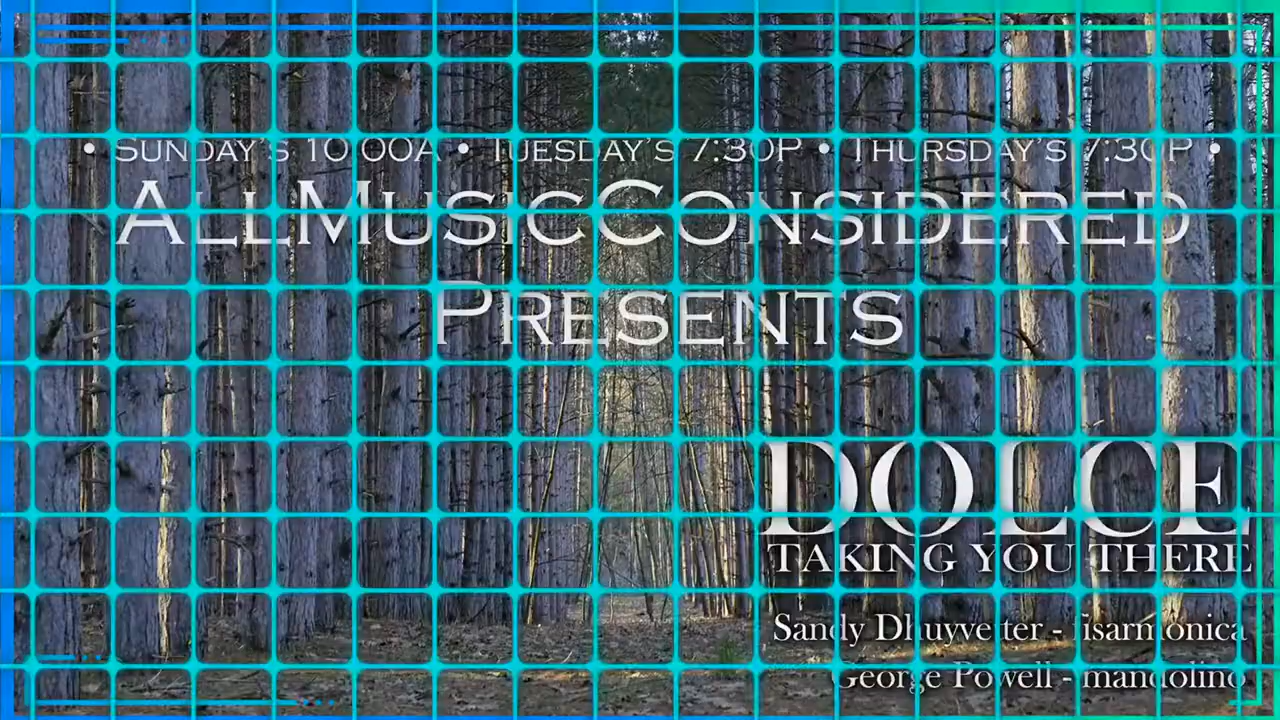 • SUNDAY'S 10:00A • TUESDAY'S 7:30P • THURSDAY'S 7:30P •
ALLMUSICCONSIDERED
PRESENTS
DOLCE
TAKING YOU THERE
Sandy Dhuyvetter - fisarmonica
George Powell - mandolino